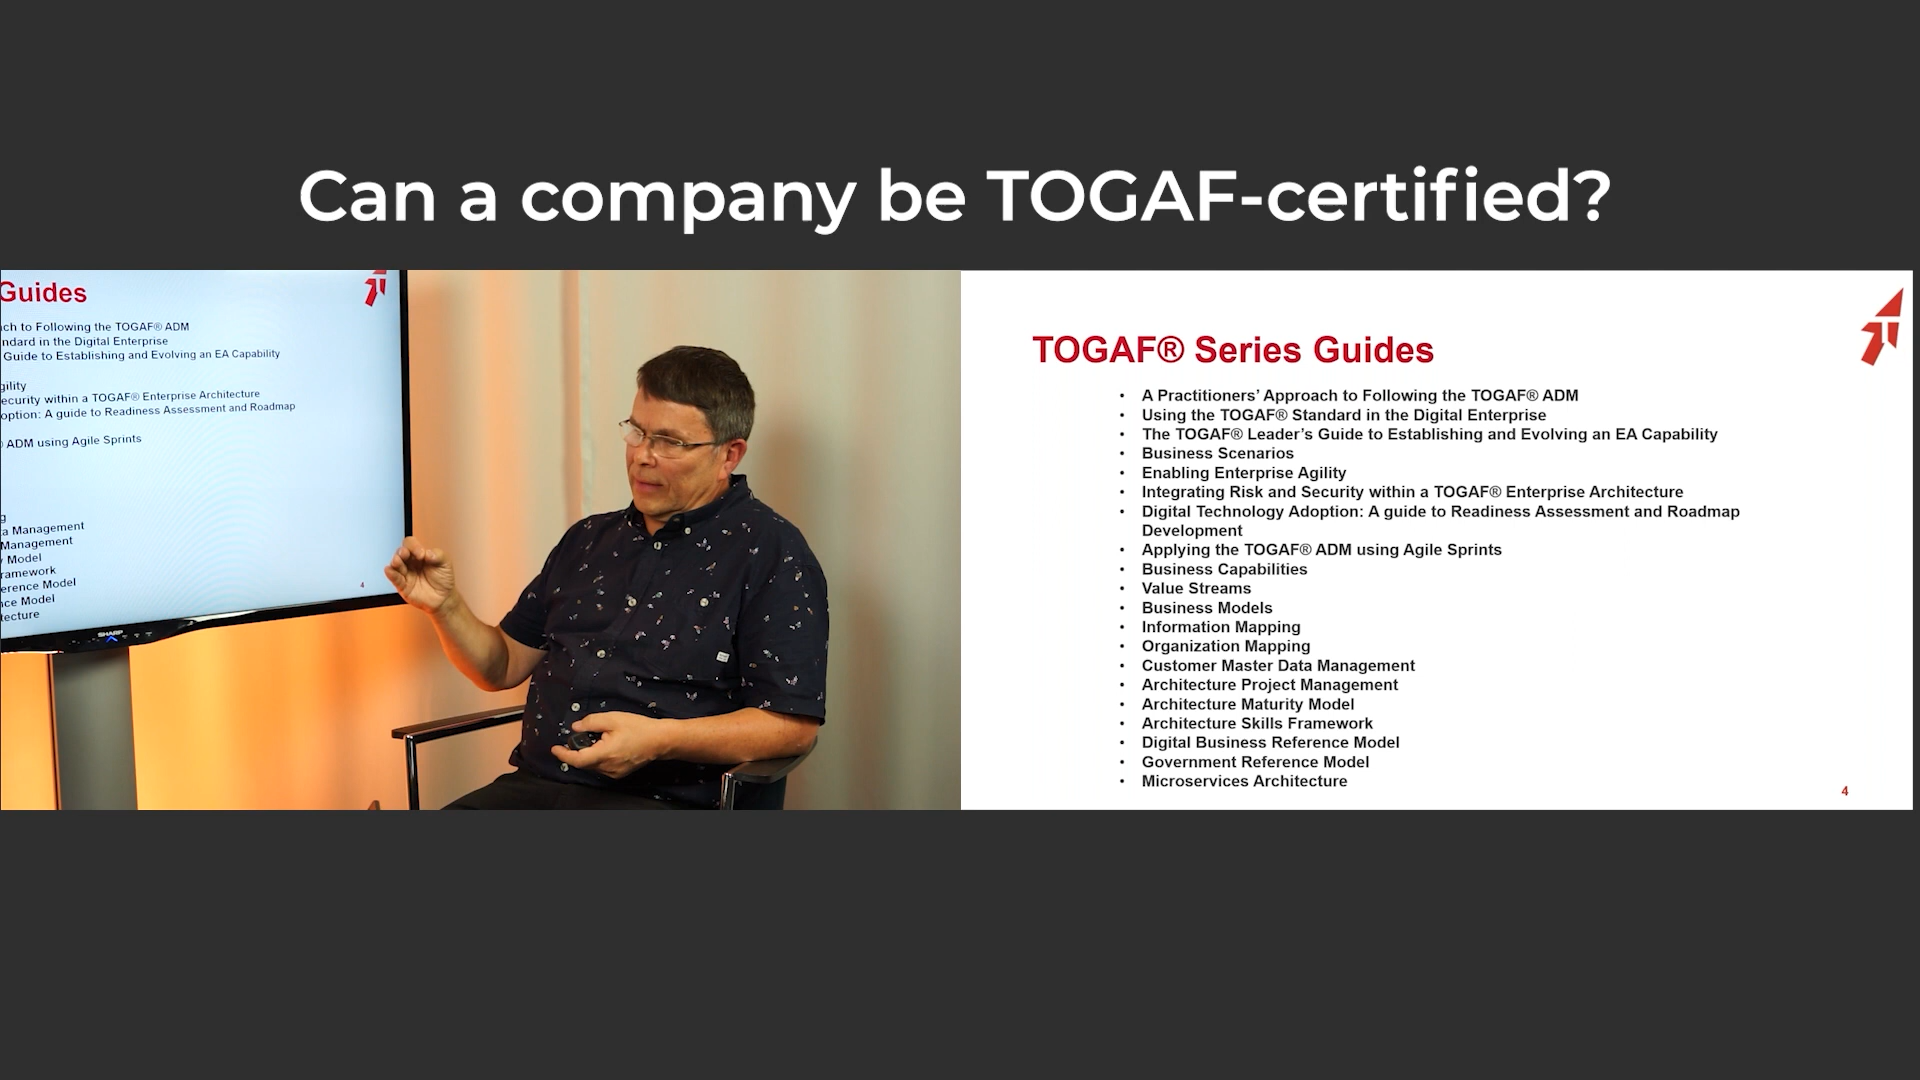 Can a company be TOGAF-certified?
Guides
ch to Following the TOGAF® ADM
ndard in the Digital Enterprise
Guide to Establishing and Evolving an EA Capability
gility
ecurity within a TOGAF® Enterprise Architecture
option: A guide to Readiness Assessment and Roadmap
ADM using Agile Sprints
g
a Management
Management
Model
ramework
erence Model
nce Model
tecture
4
SHARP
TOGAF® Series Guides
• A Practitioners’ Approach to Following the TOGAF® ADM
• Using the TOGAF® Standard in the Digital Enterprise
• The TOGAF® Leader’s Guide to Establishing and Evolving an EA Capability
• Business Scenarios
• Enabling Enterprise Agility
• Integrating Risk and Security within a TOGAF® Enterprise Architecture
• Digital Technology Adoption: A guide to Readiness Assessment and Roadmap
Development
• Applying the TOGAF® ADM using Agile Sprints
• Business Capabilities
• Value Streams
• Business Models
• Information Mapping
• Organization Mapping
• Customer Master Data Management
• Architecture Project Management
• Architecture Maturity Model
• Architecture Skills Framework
• Digital Business Reference Model
• Government Reference Model
• Microservices Architecture
4